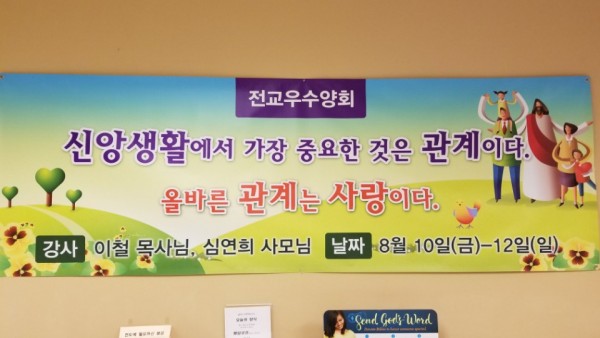 전교우수양회
신앙생활에서 가장 중요한 것은 관계이다.
올바른 관계는 사랑이다.
강사 이철 목사님, 심연희 사모님 날짜 8월 10일(금)-12일(일)
Send God's Word